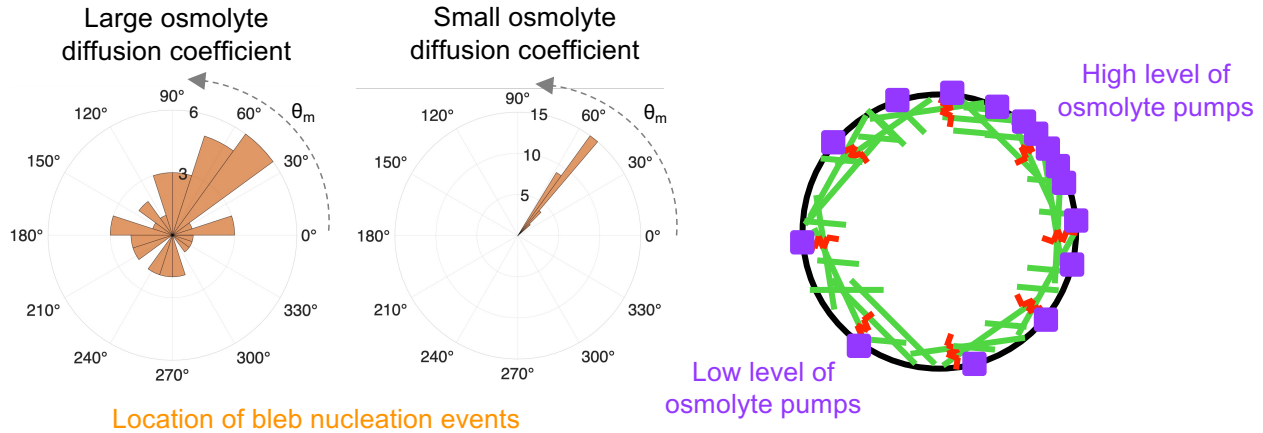 Large osmolyte
diffusion coefficient
90°
6
60°
θm
120°
30°
3
150°
180°
0°
210°
330°
240°
300°
270°
Small osmolyte
diffusion coefficient
90°
15
60°
θm
120°
10
30°
150°
5
180°
0°
210°
330°
240°
300°
270°
Location of bleb nucleation events
High level of
osmolyte pumps
Low level of
osmolyte pumps